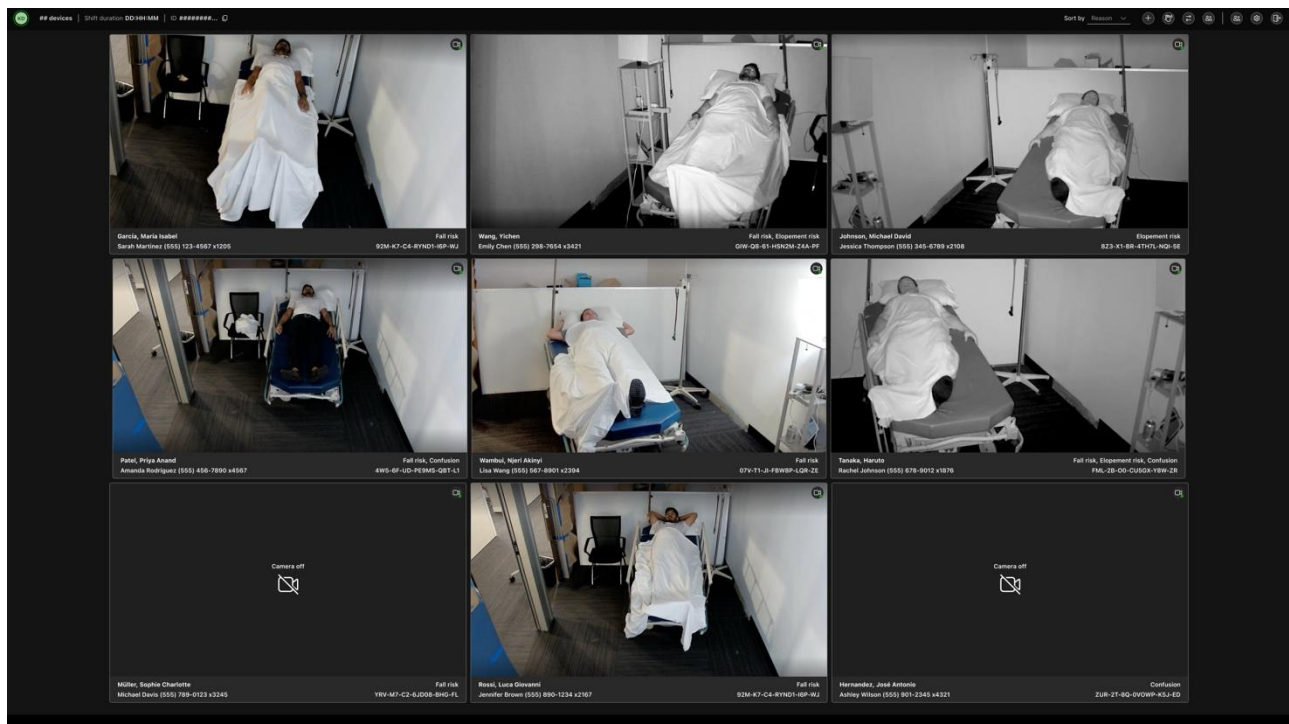 KD ## devices Shift duration DD:HH:MM ID ########... Sort by Reason
García, María Isabel Fall risk
Sarah Martinez (555) 123-4567 x1205 92M-K7-C4-RYND1-I6P-WJ
Wang, Yichen Fall risk, Elopement risk
Emily Chen (555) 298-7654 x3421 GIW-Q8-61-HSN2M-Z4A-PF
Johnson, Michael David Elopement risk
Jessica Thompson (555) 345-6789 x2108 8Z3-X1-BR-4TH7L-NQI-5E
Patel, Priya Anand Fall risk, Confusion
Amanda Rodriguez (555) 456-7890 x4567 4WS-6F-UD-PE9M5-QBT-L1
Wambui, Njeri Akinyi Fall risk
Lisa Wang (555) 567-8901 x2394 07V-T1-JI-FBWBP-LQR-ZE
Tanaka, Haruto Fall risk, Elopement risk, Confusion
Rachel Johnson (555) 678-9012 x1876 FML-2B-O0-CU5GX-Y8W-ZR
Camera off
Müller, Sophie Charlotte Fall risk
Michael Davis (555) 789-0123 x3245 YRV-M7-C2-6JD08-BHG-FL
Rossi, Luca Giovanni Fall risk
Jennifer Brown (555) 890-1234 x2167 92M-K7-C4-RYND1-I6P-WJ
Camera off
Hernandez, José Antonio Confusion
Ashley Wilson (555) 901-2345 x4321 ZUR-2T-8Q-0VOWP-K5J-ED